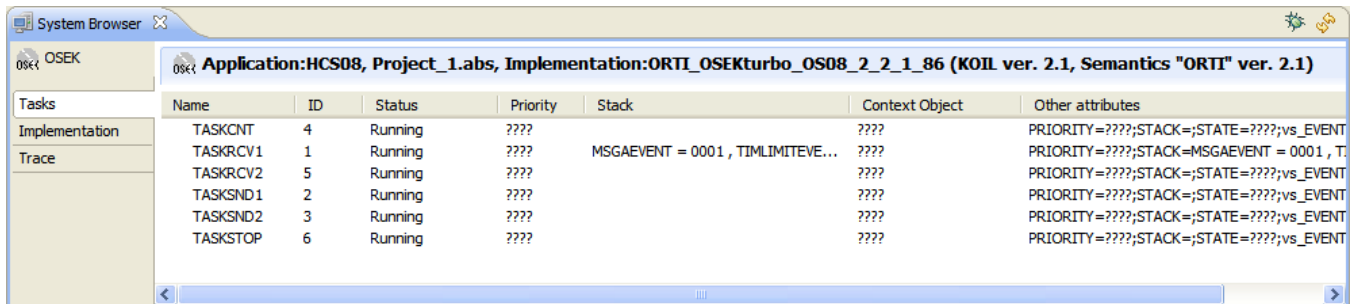 System Browser
OSEK OSEK
OSEK Application:HCS08, Project_1.abs, Implementation:ORTI_OSEKturbo_OS08_2_2_1_86 (KOIL ver. 2.1, Semantics "ORTI" ver. 2.1)
Tasks
Implementation
Trace
Name ID Status Priority Stack Context Object Other attributes
TASKCNT 4 Running ???? ???? PRIORITY=????;STACK=;STATE=????;vs_EVENT
TASKRCV1 1 Running ???? MSGAEVENT = 0001 , TIMLIMITEVE... ???? PRIORITY=????;STACK=MSGAEVENT = 0001 , T
TASKRCV2 5 Running ???? ???? PRIORITY=????;STACK=;STATE=????;vs_EVENT
TASKSND1 2 Running ???? ???? PRIORITY=????;STACK=;STATE=????;vs_EVENT
TASKSND2 3 Running ???? ???? PRIORITY=????;STACK=;STATE=????;vs_EVENT
TASKSTOP 6 Running ???? ???? PRIORITY=????;STACK=;STATE=????;vs_EVENT